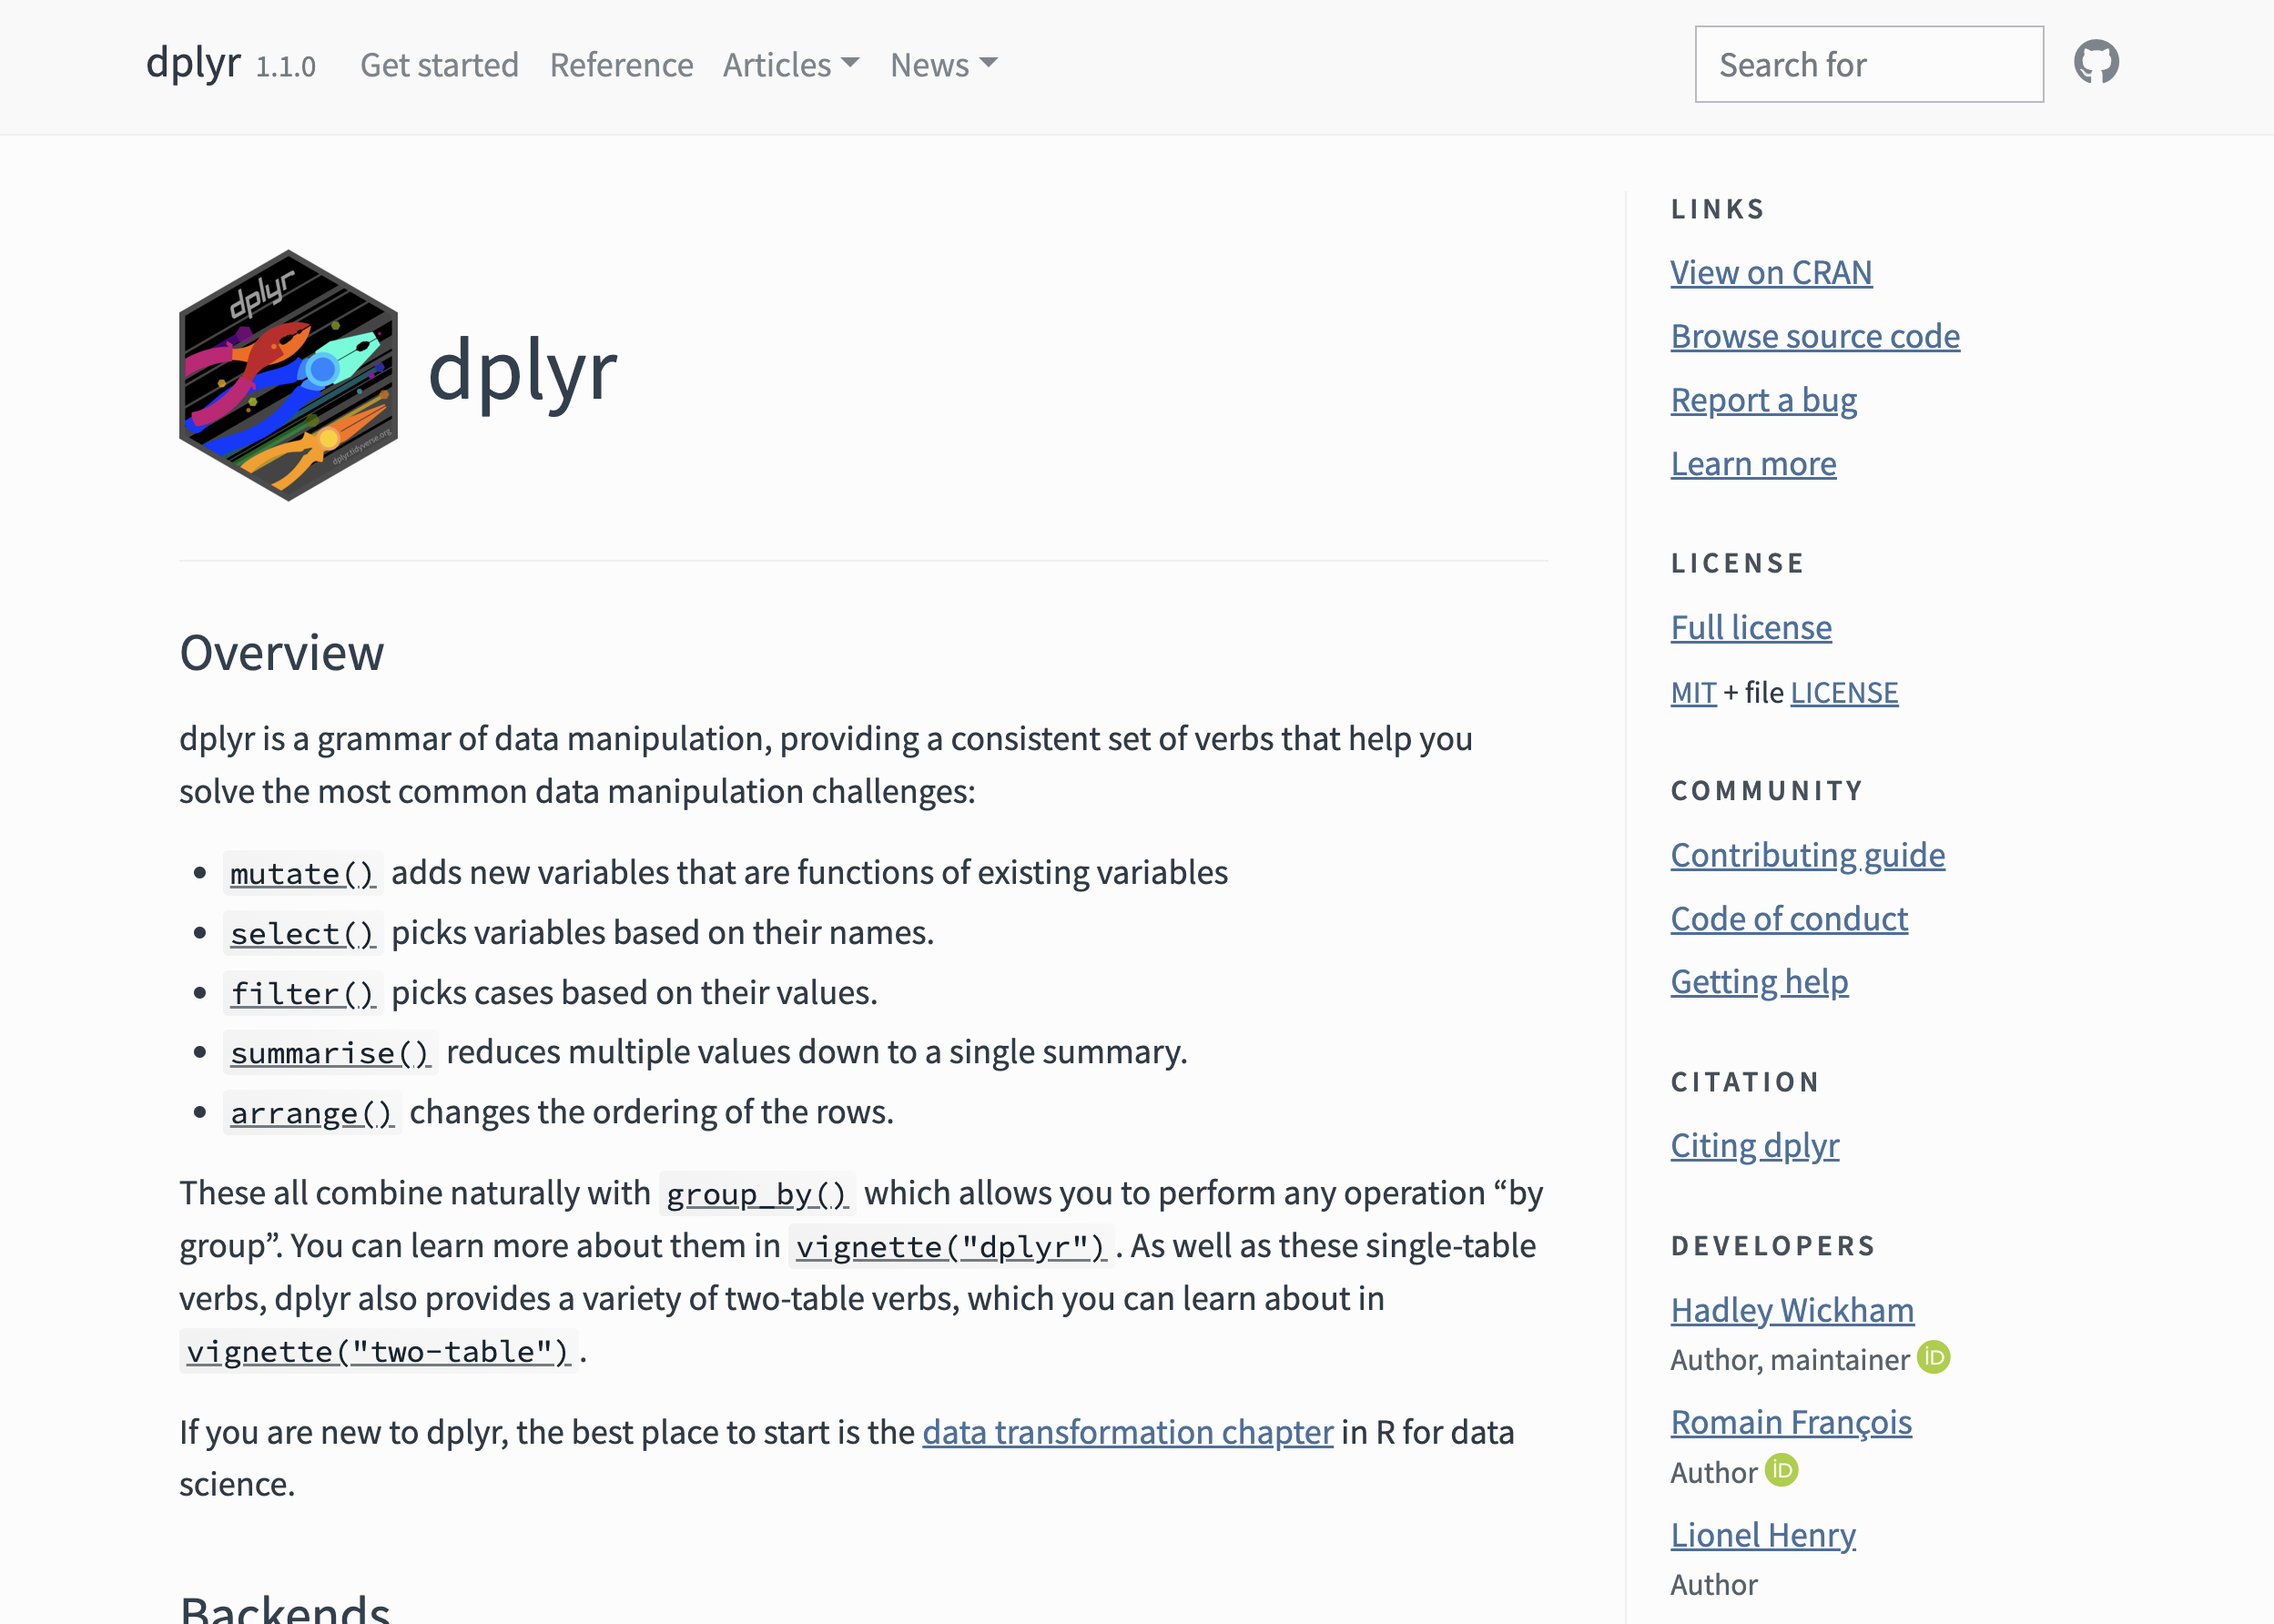 dplyr 1.1.0 Get started Reference Articles News Search for
dplyr
dplyr.tidyverse.org
dplyr
Overview
dplyr is a grammar of data manipulation, providing a consistent set of verbs that help you
solve the most common data manipulation challenges:
mutate() adds new variables that are functions of existing variables
select() picks variables based on their names.
filter() picks cases based on their values.
summarise() reduces multiple values down to a single summary.
arrange() changes the ordering of the rows.
These all combine naturally with group_by() which allows you to perform any operation “by
group”. You can learn more about them in vignette("dplyr"). As well as these single-table
verbs, dplyr also provides a variety of two-table verbs, which you can learn about in
vignette("two-table").
If you are new to dplyr, the best place to start is the data transformation chapter in R for data
science.
Backends
LINKS
View on CRAN
Browse source code
Report a bug
Learn more
LICENSE
Full license
MIT + file LICENSE
COMMUNITY
Contributing guide
Code of conduct
Getting help
CITATION
Citing dplyr
DEVELOPERS
Hadley Wickham
Author, maintainer iD
Romain François
Author iD
Lionel Henry
Author